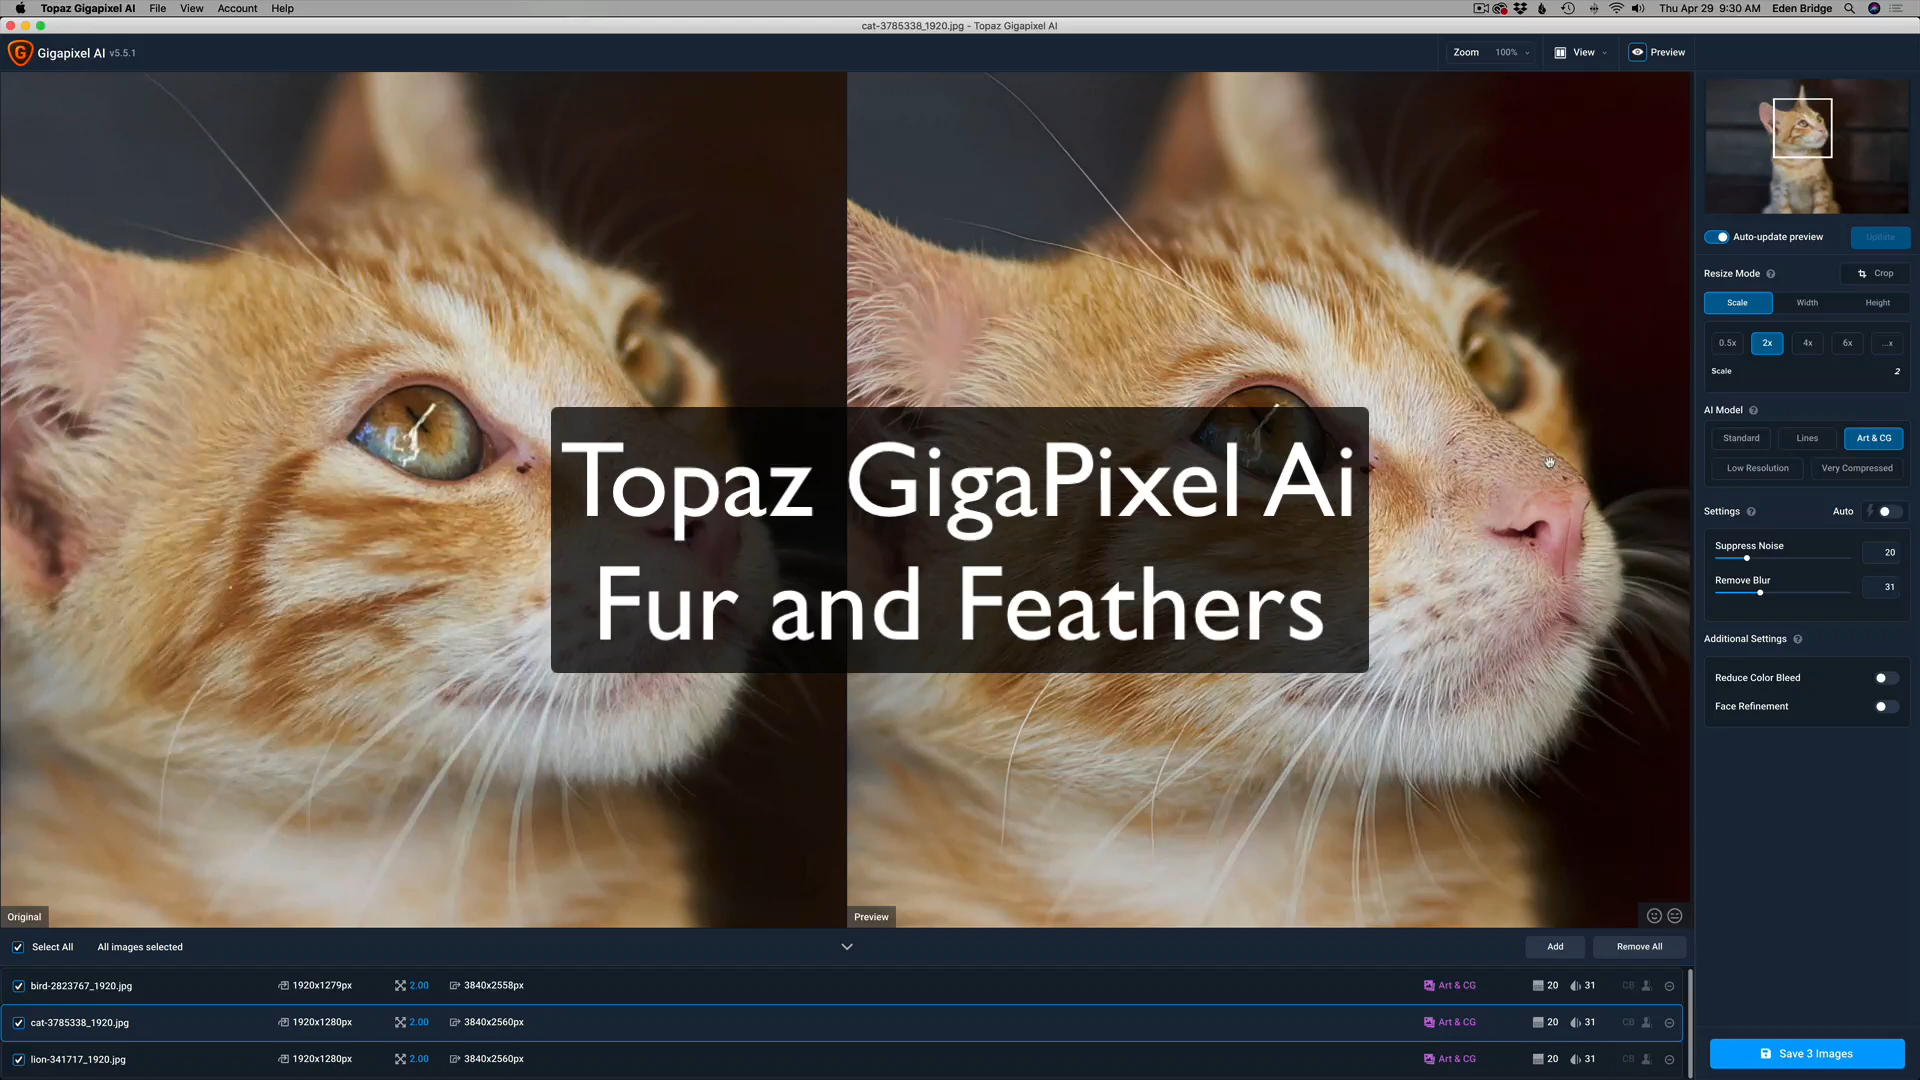 Topaz Gigapixel AI File View Account Help Thu Apr 29 9:30 AM Eden Bridge
cat-3785338_1920.jpg - Topaz Gigapixel AI
Gigapixel AI v5.5.1
Zoom 100% View Preview
Auto-update preview Update
Resize Mode Crop
Scale Width Height
0.5x 2x 4x 6x ...x
Scale 2
AI Model
Standard Lines Art & CG
Low Resolution Very Compressed
Settings Auto
Suppress Noise 20
Remove Blur 31
Additional Settings
Reduce Color Bleed
Face Refinement
Topaz GigaPixel Ai
Fur and Feathers
Original Preview
Select All All images selected Add Remove All
bird-2823767_1920.jpg 1920x1279px 2.00 3840x2558px Art & CG 20 31 CB
cat-3785338_1920.jpg 1920x1280px 2.00 3840x2560px Art & CG 20 31 CB
lion-341717_1920.jpg 1920x1280px 2.00 3840x2560px Art & CG 20 31 CB
Save 3 Images